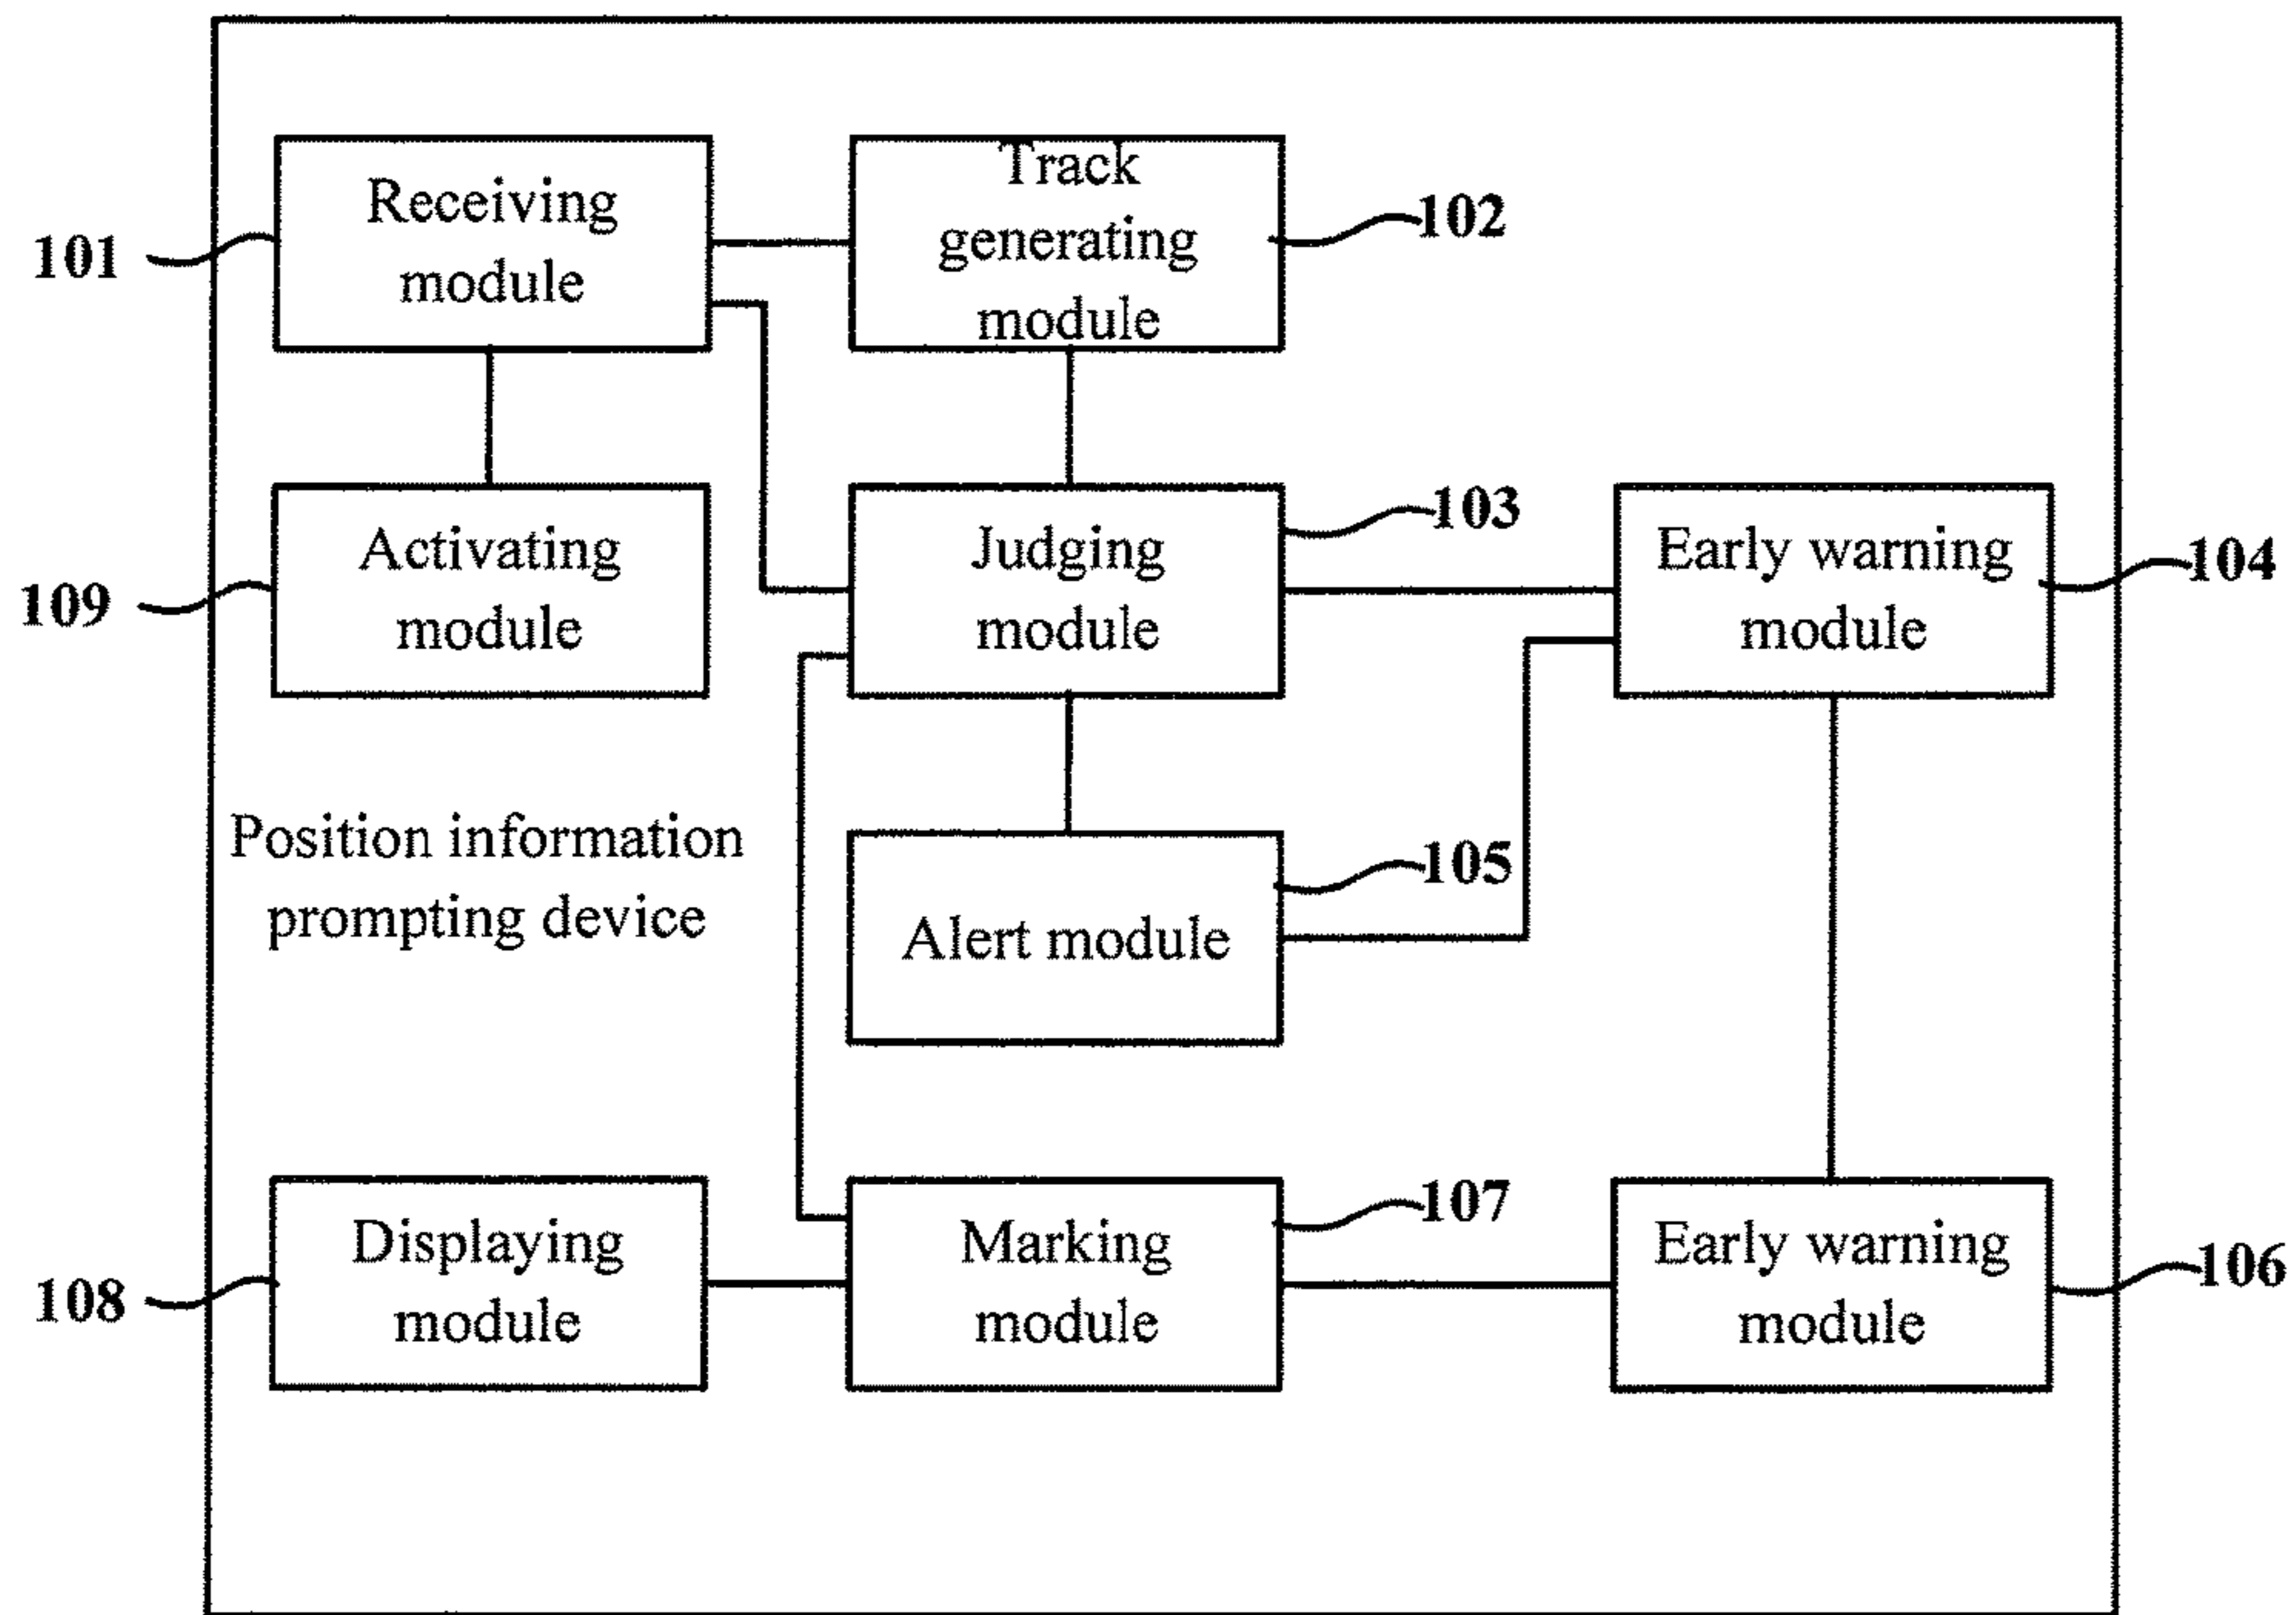 Receiving
module
101
Track
generating
module
102
Activating
module
109
Judging
module
103
Early warning
module
104
Position information
prompting device
Alert module
105
Displaying
module
108
Marking
module
107
Early warning
module
106